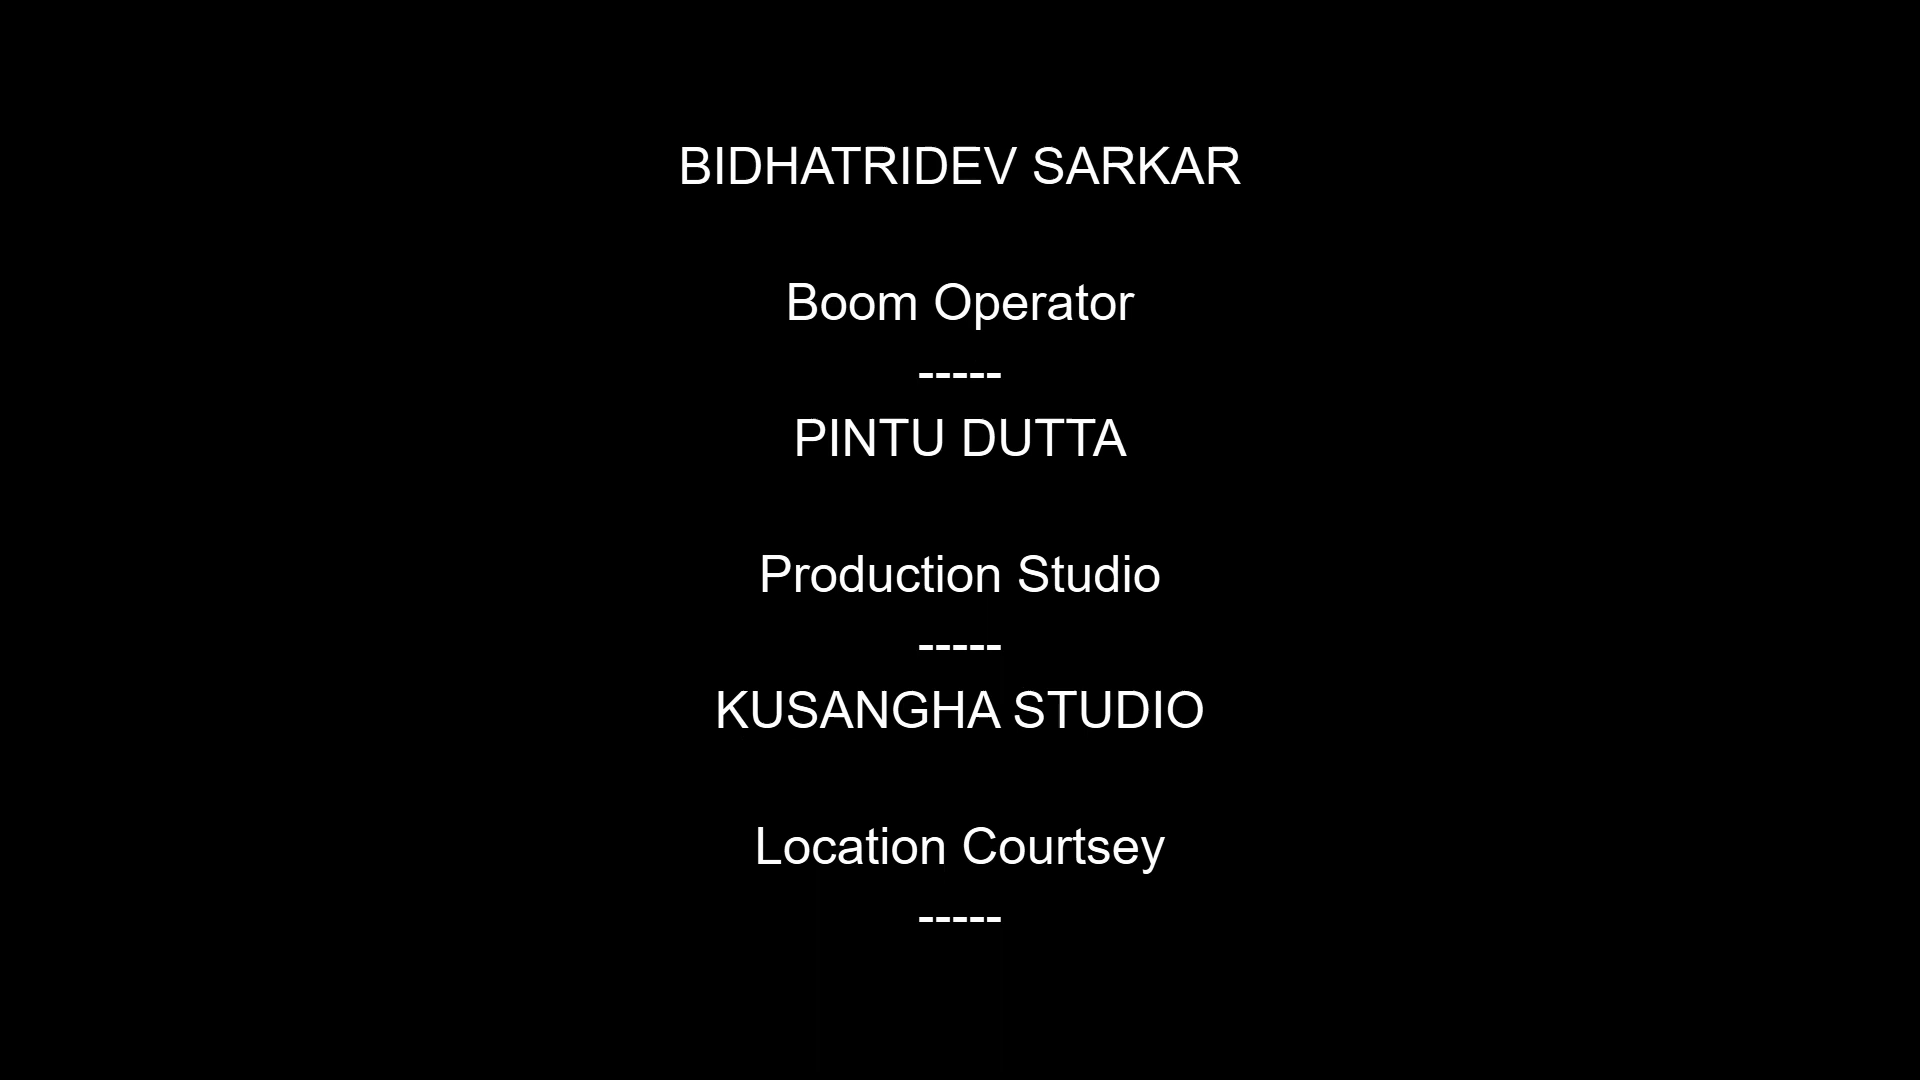 BIDHATRIDEV SARKAR
Boom Operator
-----
PINTU DUTTA
Production Studio
-----
KUSANGHA STUDIO
Location Courtsey
-----